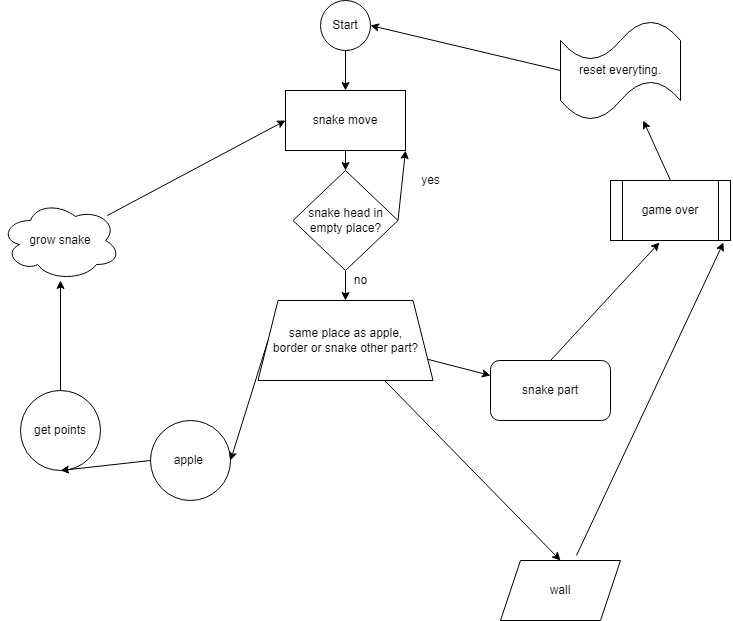 Start
reset everyting.
snake move
yes
snake head in
empty place?
game over
grow snake
no
same place as apple,
border or snake other part?
snake part
get points
apple
wall